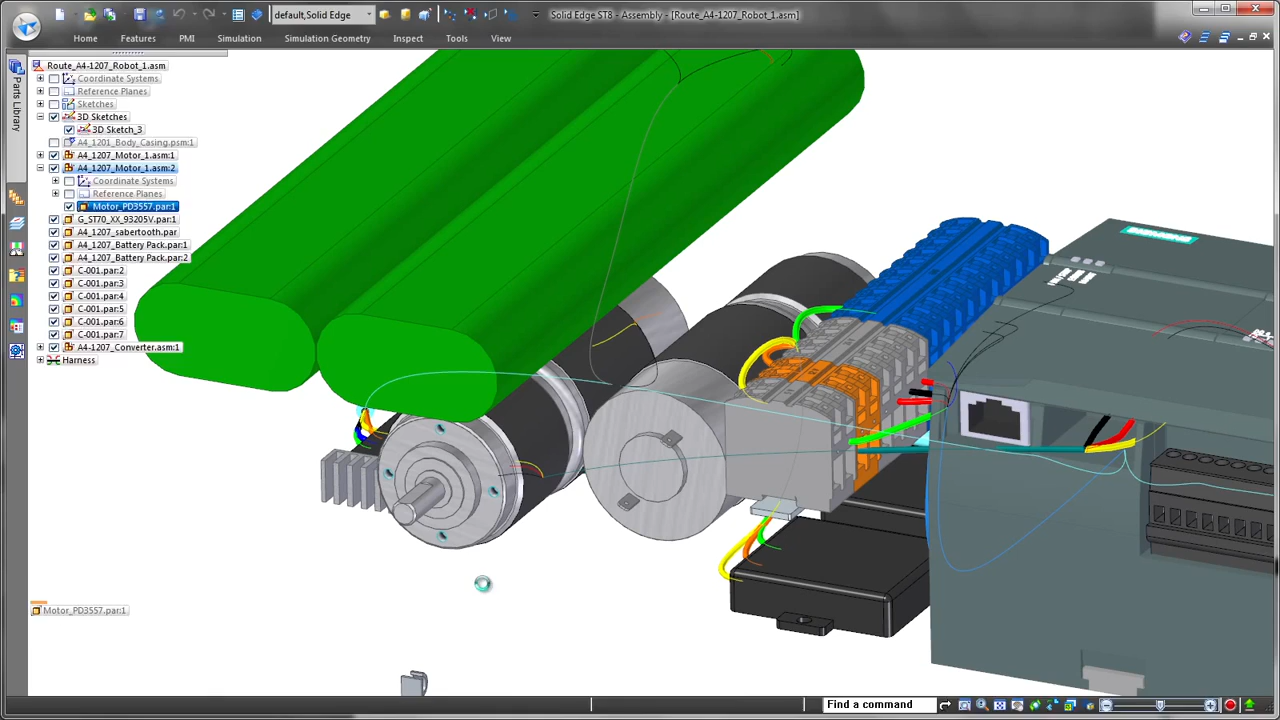 default,Solid Edge
Solid Edge ST8 - Assembly - [Route_A4-1207_Robot_1.asm]
Home Features PMI Simulation Simulation Geometry Inspect Tools View
Parts Library
Route_A4-1207_Robot_1.asm
Coordinate Systems
Reference Planes
Sketches
3D Sketches
3D Sketch_3
A4_1201_Body_Casing.psm:1
A4_1207_Motor_1.asm:1
A4_1207_Motor_1.asm:2
Coordinate Systems
Reference Planes
Motor_PD3557.par:1
G_ST70_XX_93205V.par:1
A4_1207_sabertooth.par
A4_1207_Battery Pack.par:1
A4_1207_Battery Pack.par:2
C-001.par:2
C-001.par:3
C-001.par:4
C-001.par:5
C-001.par:6
C-001.par:7
A4-1207_Converter.asm:1
Harness
SIEMENS
Motor_PD3557.par:1
Find a command